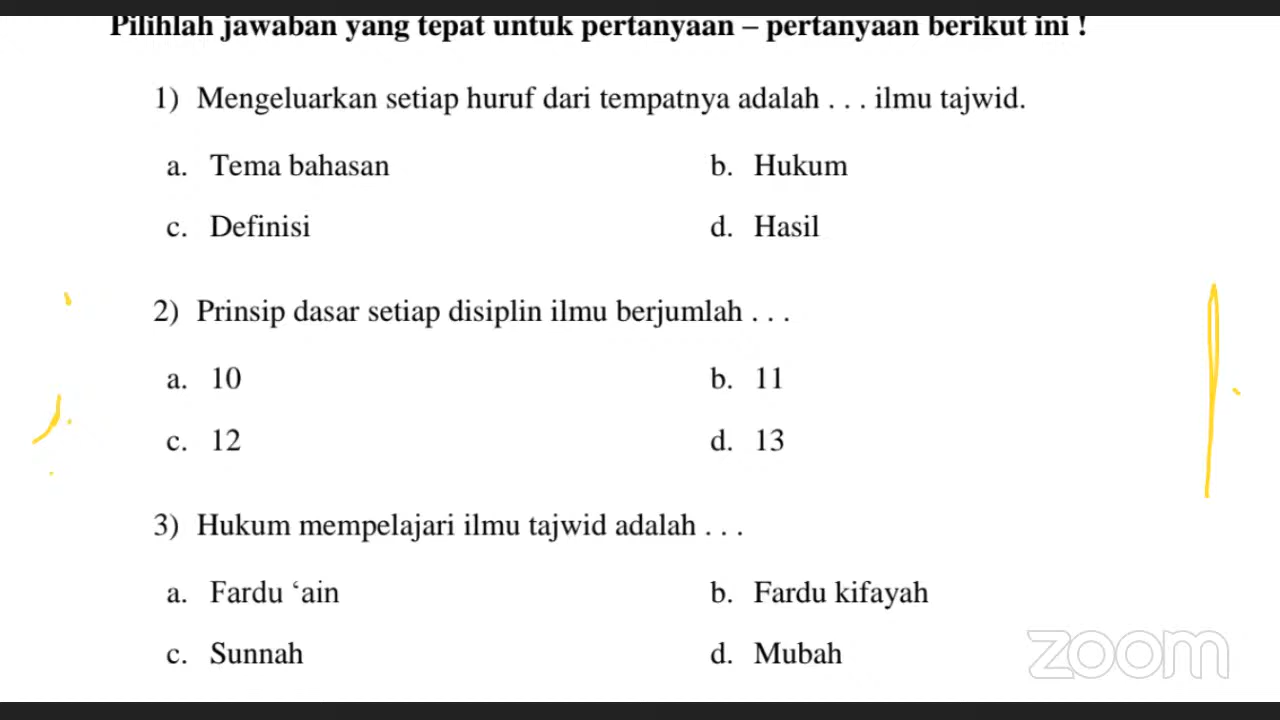 Pilihlah jawaban yang tepat untuk pertanyaan – pertanyaan berikut ini !
1) Mengeluarkan setiap huruf dari tempatnya adalah . . . ilmu tajwid.
a. Tema bahasan b. Hukum
c. Definisi d. Hasil
2) Prinsip dasar setiap disiplin ilmu berjumlah . . .
a. 10 b. 11
c. 12 d. 13
3) Hukum mempelajari ilmu tajwid adalah . . .
a. Fardu ‘ain b. Fardu kifayah
c. Sunnah d. Mubah
zoom